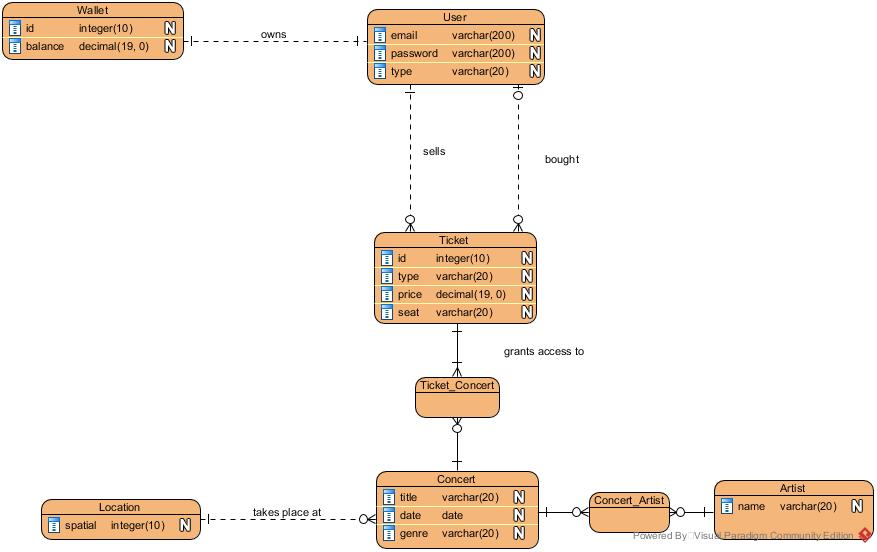 Wallet
id integer(10) N
balance decimal(19, 0) N
owns
User
email varchar(200) N
password varchar(200) N
type varchar(20) N
sells
bought
Ticket
id integer(10) N
type varchar(20) N
price decimal(19, 0) N
seat varchar(20) N
grants access to
Ticket_Concert
Concert
title varchar(20) N
date date N
genre varchar(20) N
Location
spatial integer(10) N
takes place at
Concert_Artist
Artist
name varchar(20) N
Powered By Visual Paradigm Community Edition